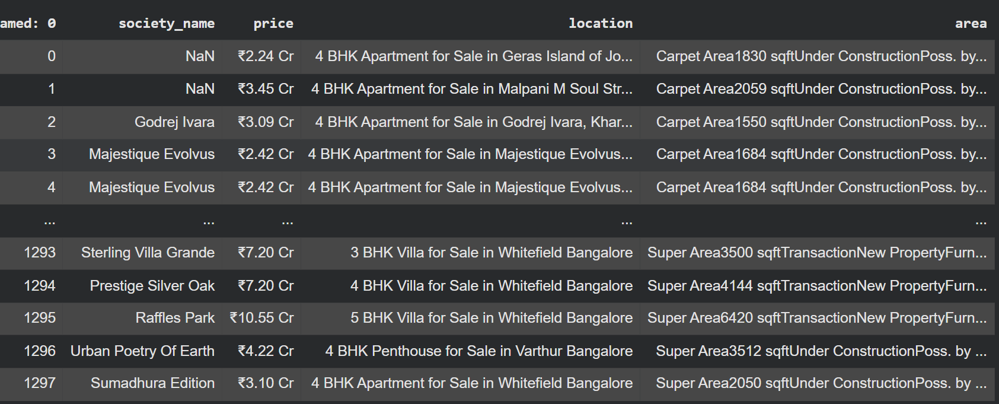 amed: 0 society_name price location area
0 NaN ₹2.24 Cr 4 BHK Apartment for Sale in Geras Island of Jo... Carpet Area1830 sqftUnder ConstructionPoss. by...
1 NaN ₹3.45 Cr 4 BHK Apartment for Sale in Malpani M Soul Str... Carpet Area2059 sqftUnder ConstructionPoss. by...
2 Godrej Ivara ₹3.09 Cr 4 BHK Apartment for Sale in Godrej Ivara, Khar... Carpet Area1550 sqftUnder ConstructionPoss. by...
3 Majestique Evolvus ₹2.42 Cr 4 BHK Apartment for Sale in Majestique Evolvus... Carpet Area1684 sqftUnder ConstructionPoss. by...
4 Majestique Evolvus ₹2.42 Cr 4 BHK Apartment for Sale in Majestique Evolvus... Carpet Area1684 sqftUnder ConstructionPoss. by...
... ... ... ... ...
1293 Sterling Villa Grande ₹7.20 Cr 3 BHK Villa for Sale in Whitefield Bangalore Super Area3500 sqftTransactionNew PropertyFurn...
1294 Prestige Silver Oak ₹7.20 Cr 4 BHK Villa for Sale in Whitefield Bangalore Super Area4144 sqftTransactionNew PropertyFurn...
1295 Raffles Park ₹10.55 Cr 5 BHK Villa for Sale in Whitefield Bangalore Super Area6420 sqftTransactionNew PropertyFurn...
1296 Urban Poetry Of Earth ₹4.22 Cr 4 BHK Penthouse for Sale in Varthur Bangalore Super Area3512 sqftUnder ConstructionPoss. by ...
1297 Sumadhura Edition ₹3.10 Cr 4 BHK Apartment for Sale in Whitefield Bangalore Super Area2050 sqftUnder ConstructionPoss. by ...